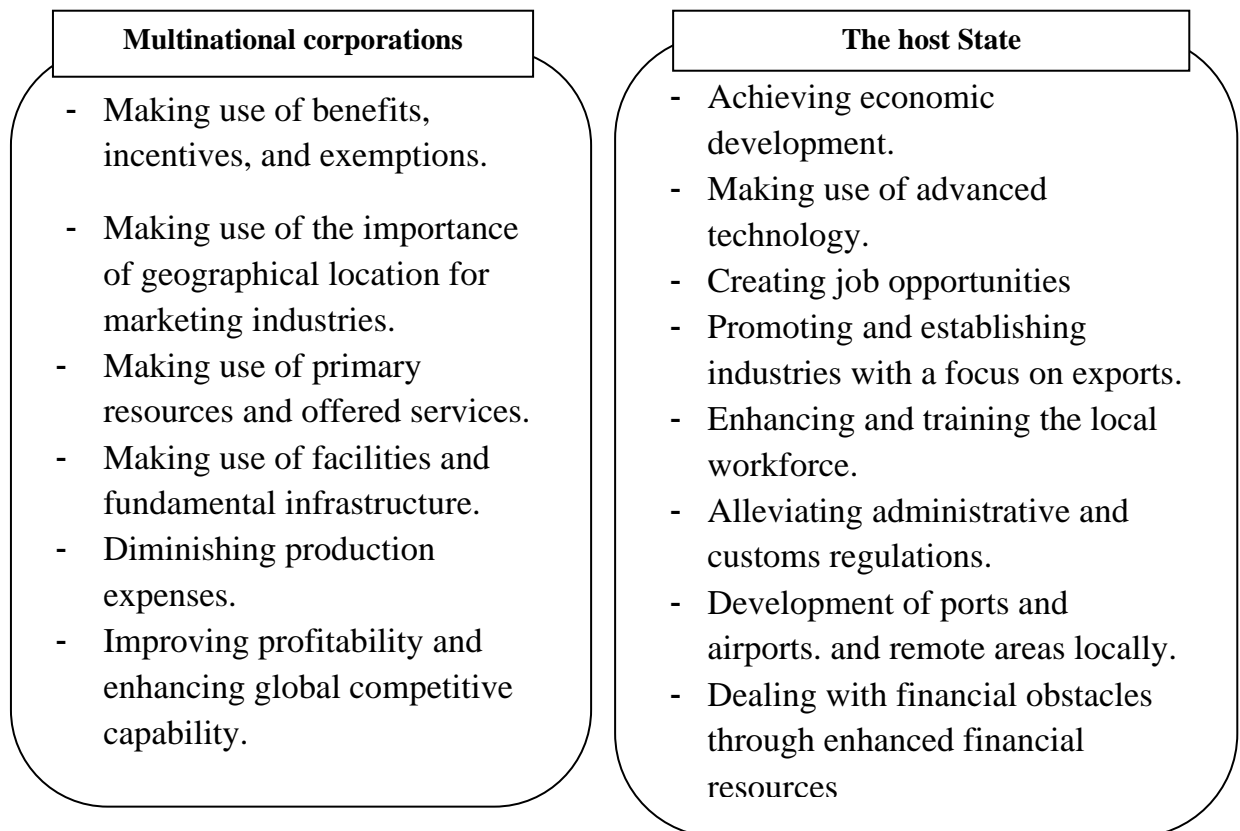 Multinational corporations
- Making use of benefits,
incentives, and exemptions.
- Making use of the importance
of geographical location for
marketing industries.
- Making use of primary
resources and offered services.
- Making use of facilities and
fundamental infrastructure.
- Diminishing production
expenses.
- Improving profitability and
enhancing global competitive
capability.
The host State
- Achieving economic
development.
- Making use of advanced
technology.
- Creating job opportunities
- Promoting and establishing
industries with a focus on exports.
- Enhancing and training the local
workforce.
- Alleviating administrative and
customs regulations.
- Development of ports and
airports. and remote areas locally.
- Dealing with financial obstacles
through enhanced financial
resources